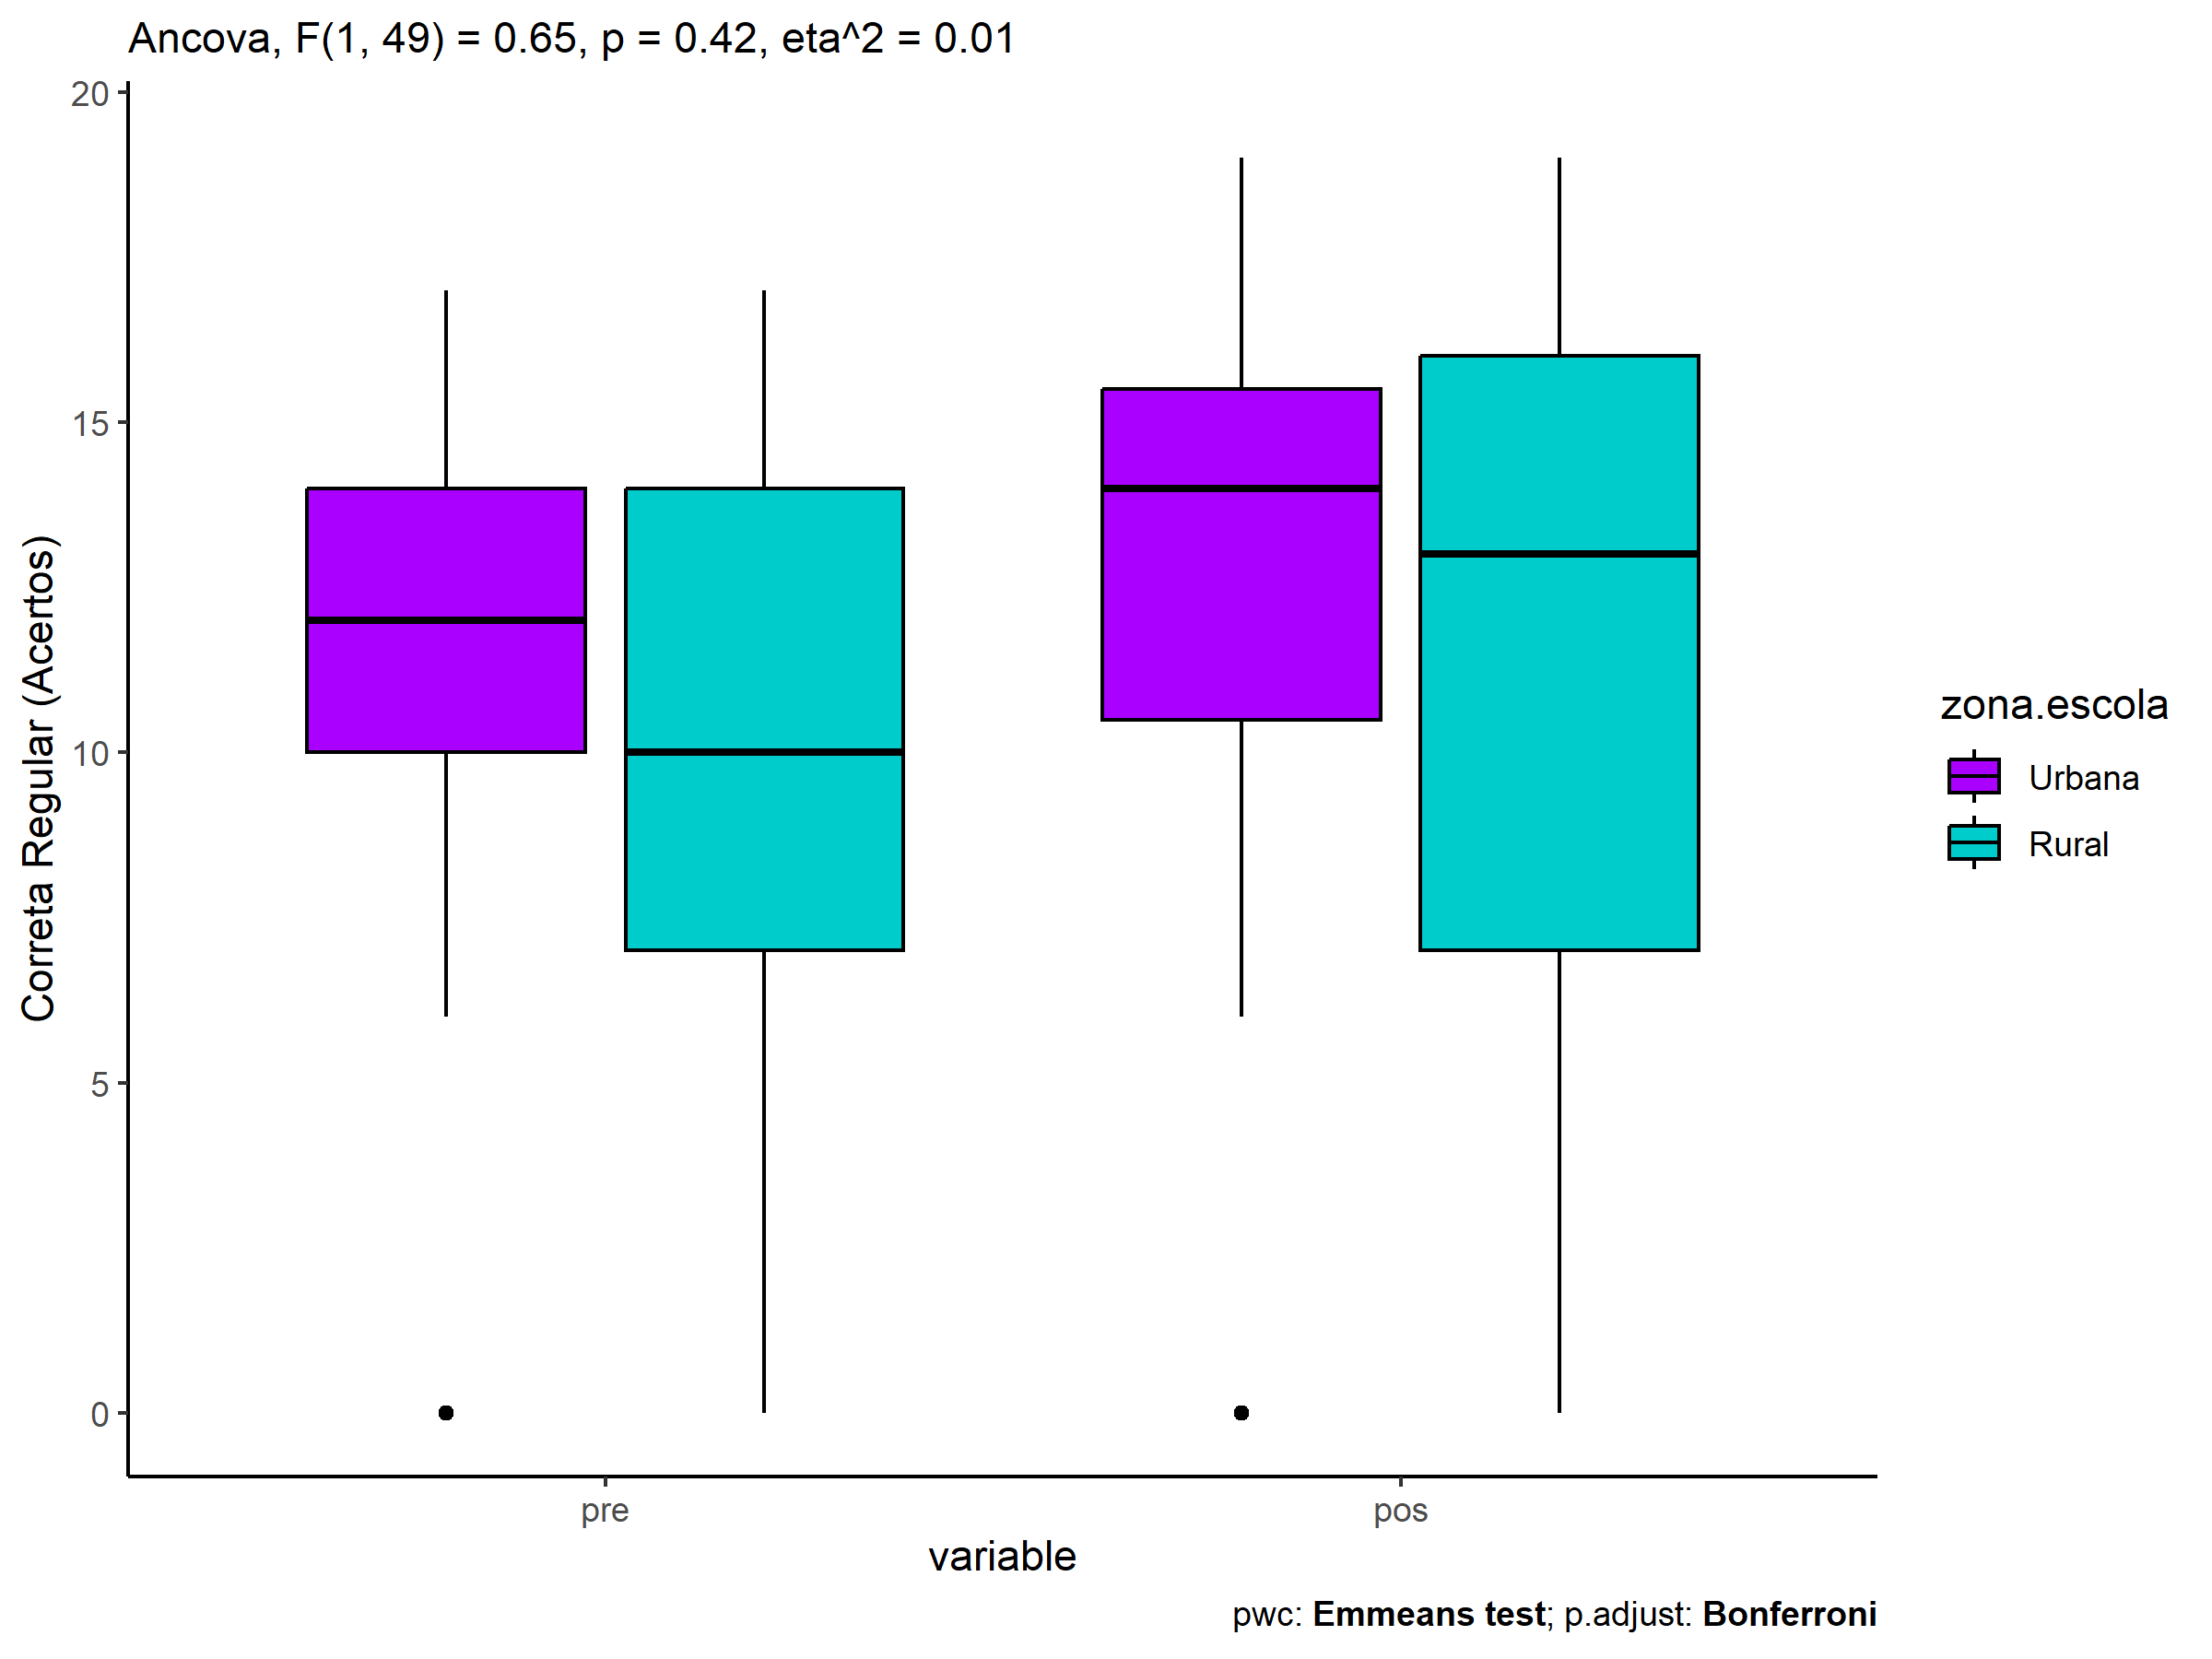 Ancova, F(1, 49) = 0.65, p = 0.42, eta^2 = 0.01
Correta Regular (Acertos)
20
15
10
5
0
pre
pos
variable
zona.escola
Urbana
Rural
pwc: Emmeans test; p.adjust: Bonferroni